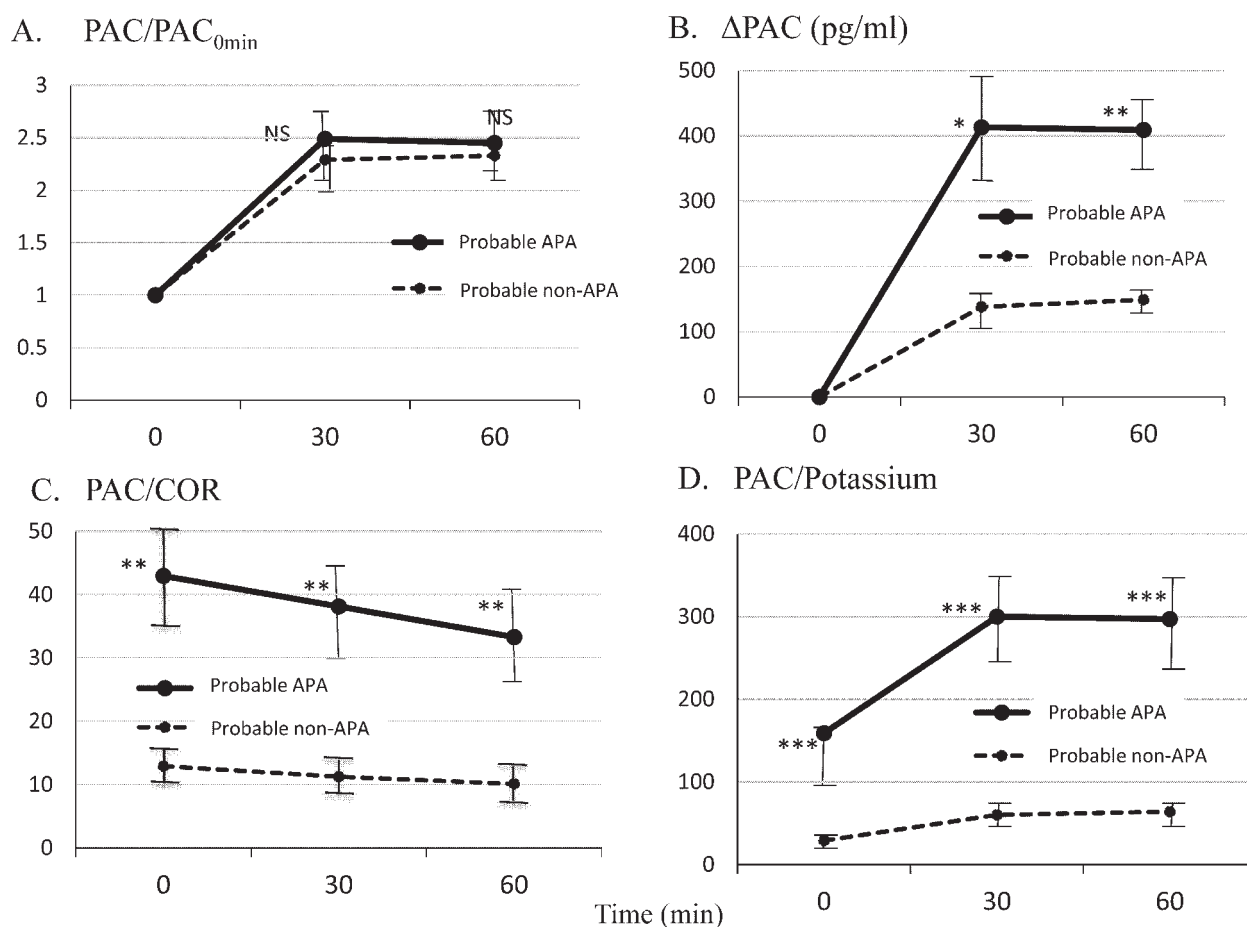 A. PAC/PAC0min
3
2.5
2
1.5
1
0.5
0
NS
NS
Probable APA
Probable non-APA
0 30 60
B. ΔPAC (pg/ml)
500
400
300
200
100
0
*
**
Probable APA
Probable non-APA
0 30 60
C. PAC/COR
50
40
30
20
10
0
**
**
**
Probable APA
Probable non-APA
0 30 60
D. PAC/Potassium
400
300
200
100
0
***
***
***
Probable APA
Probable non-APA
0 30 60
Time (min)